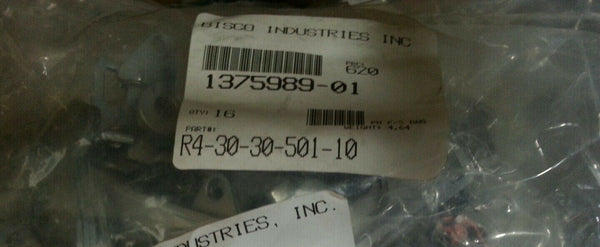 BISCO INDUSTRIES INC
620
1375989-01
QTY: 16
WEIGHT: 4.64
PART#:
R4-30-30-501-10
INDUSTRIES, INC.